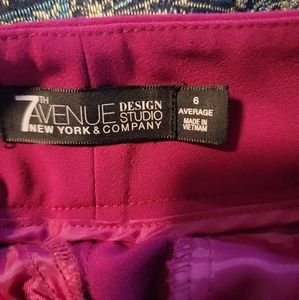 7TH AVENUE DESIGN STUDIO
NEW YORK & COMPANY
6
AVERAGE
MADE IN
VIETNAM